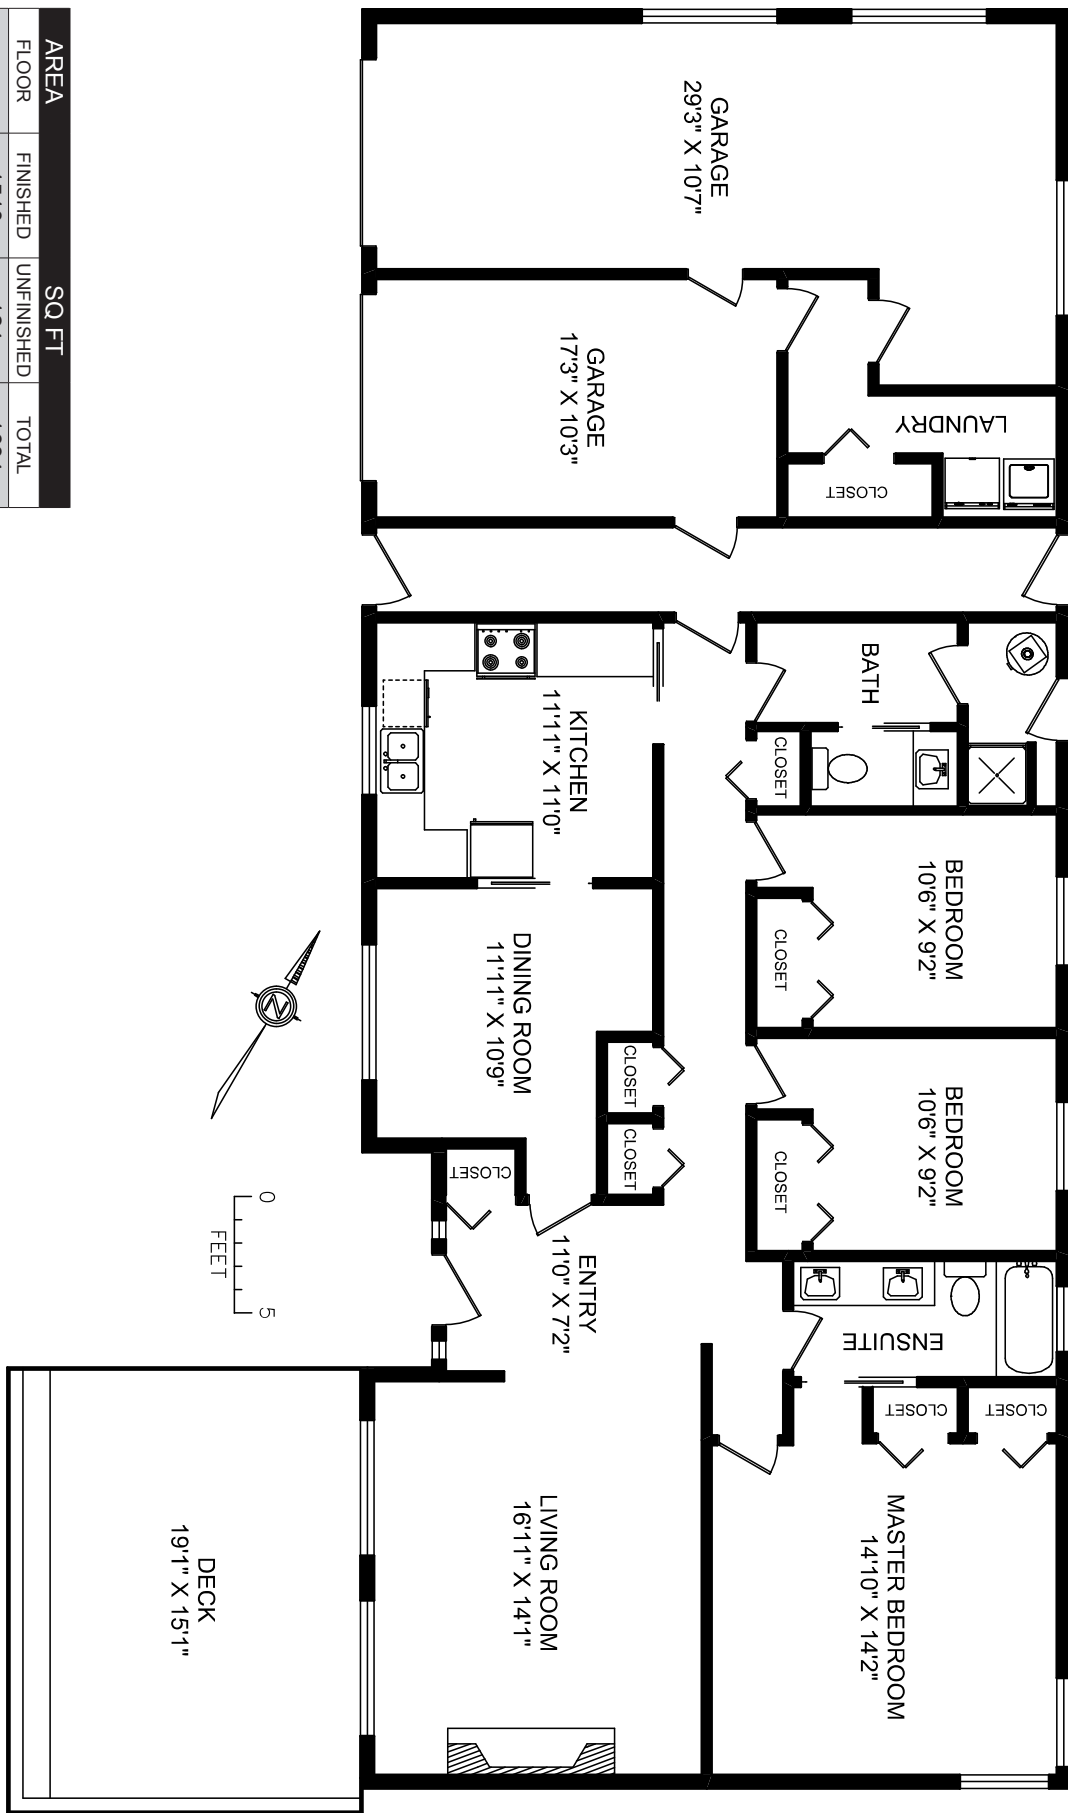 AREA
SQ FT
FLOOR
FINISHED
UNFINISHED
TOTAL
GARAGE
29'3" X 10'7"
GARAGE
17'3" X 10'3"
LAUNDRY
CLOSET
BATH
CLOSET
KITCHEN
11'11" X 11'0"
BEDROOM
10'6" X 9'2"
CLOSET
DINING ROOM
11'11" X 10'9"
CLOSET
CLOSET
BEDROOM
10'6" X 9'2"
CLOSET
CLOSET
ENTRY
11'0" X 7'2"
ENSUITE
CLOSET
CLOSET
MASTER BEDROOM
14'10" X 14'2"
LIVING ROOM
16'11" X 14'1"
DECK
19'1" X 15'1"
N
0
5
FEET